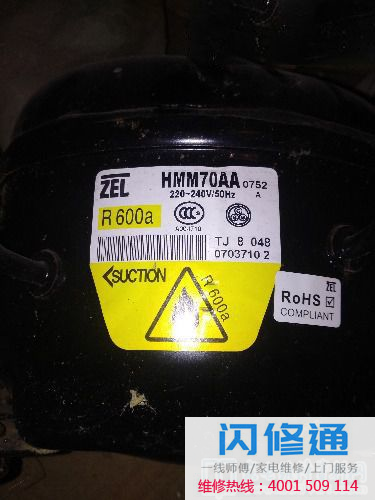 ZEL HMM70AA 0752
220~240V/50Hz A
R 600a
A004710
TJ 8 048
0703710 2
SUCTION
R 600a
ZEL
RoHS
COMPLIANT
闪修通
一线师傅/家电维修/上门服务
维修热线：4001 509 114